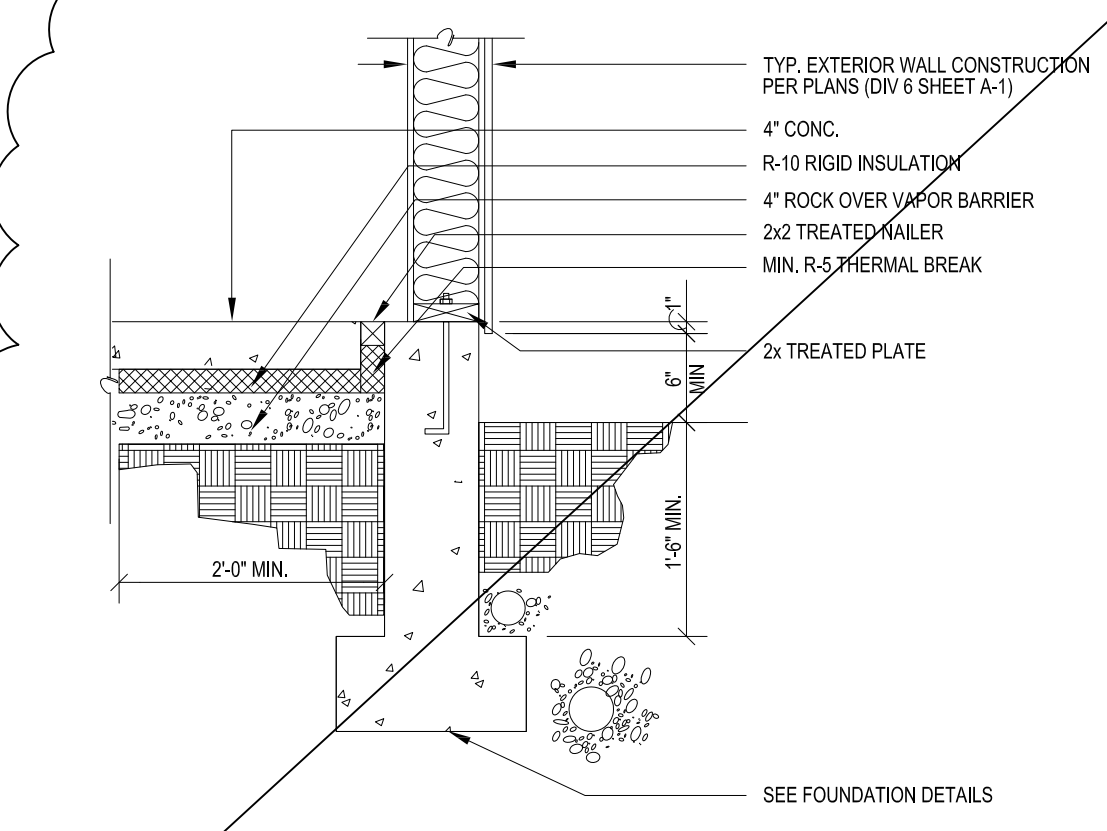 TYP. EXTERIOR WALL CONSTRUCTION
PER PLANS (DIV 6 SHEET A-1)
4" CONC.
R-10 RIGID INSULATION
4" ROCK OVER VAPOR BARRIER
2x2 TREATED NAILER
MIN. R-5 THERMAL BREAK
1"
2x TREATED PLATE
6"
MIN
1'-6" MIN.
2'-0" MIN.
SEE FOUNDATION DETAILS